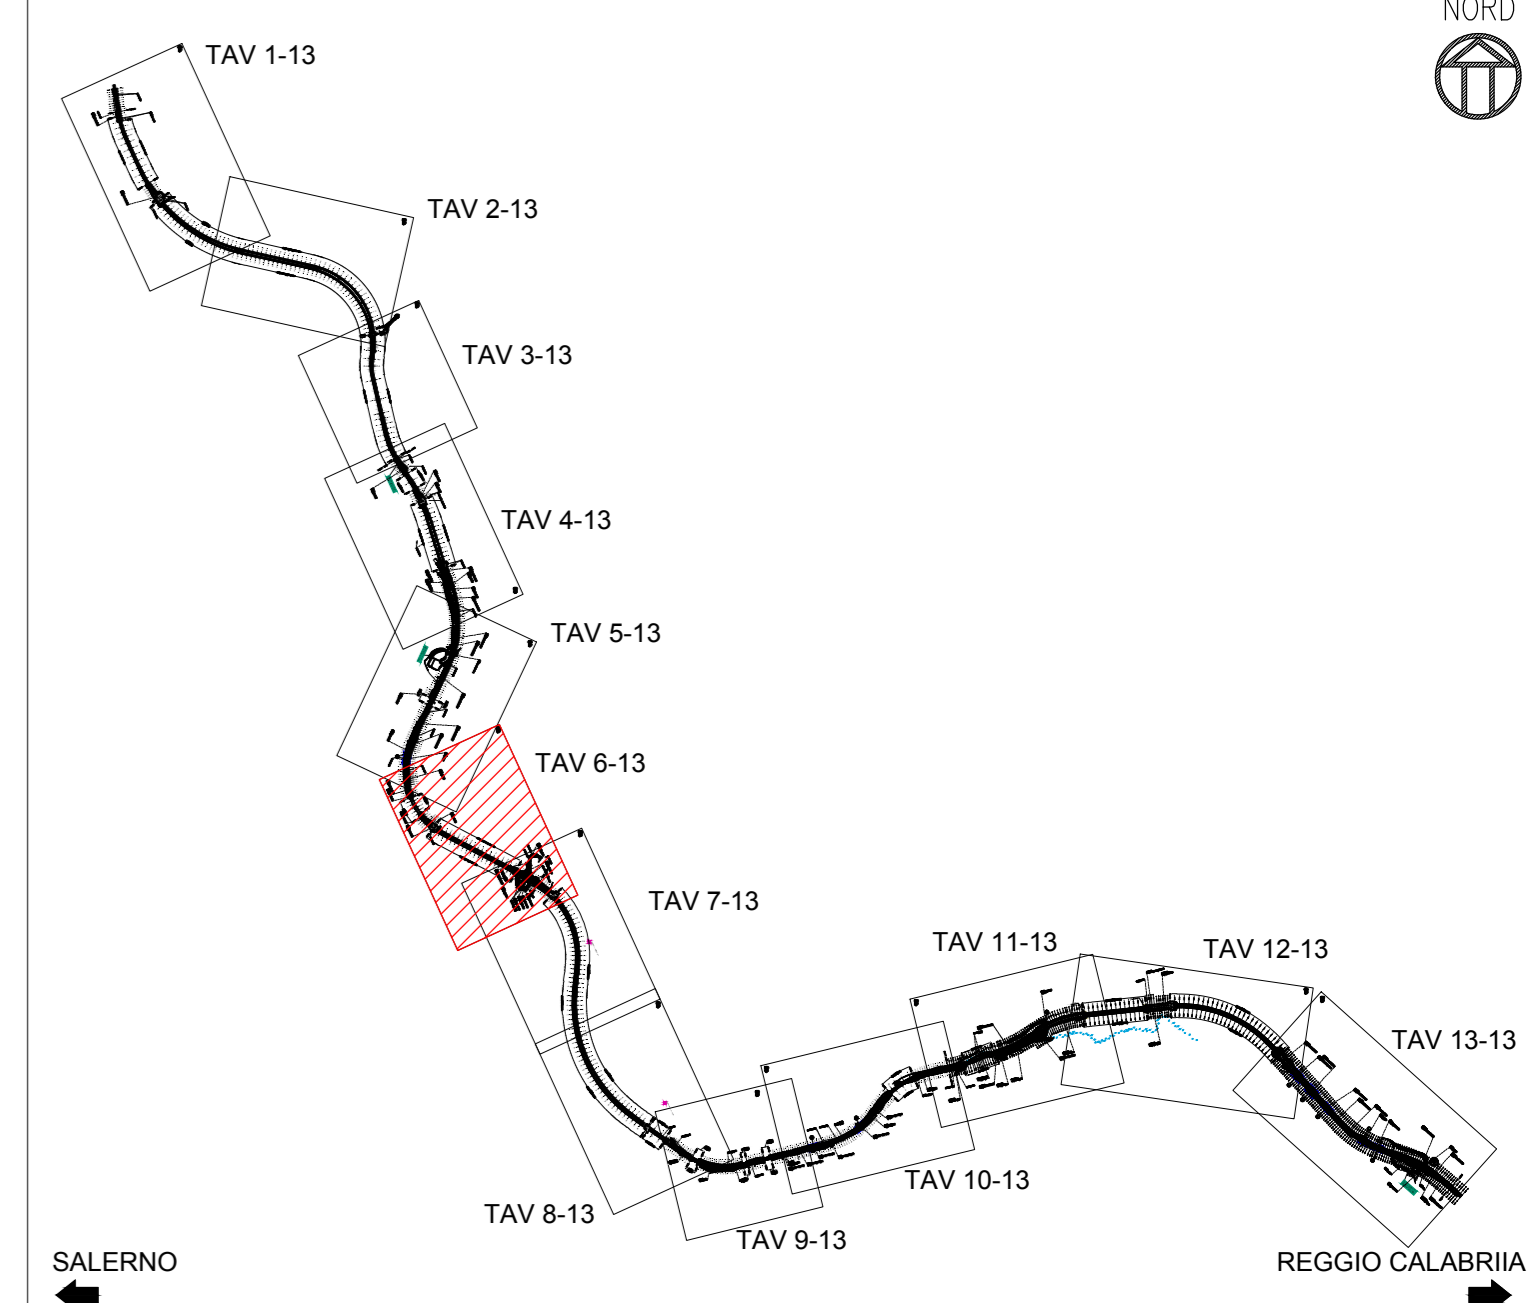 NORD
TAV 1-13
TAV 2-13
TAV 3-13
TAV 4-13
TAV 5-13
TAV 6-13
TAV 7-13
TAV 11-13
TAV 12-13
TAV 13-13
TAV 10-13
TAV 8-13
TAV 9-13
SALERNO
REGGIO CALABRIIA